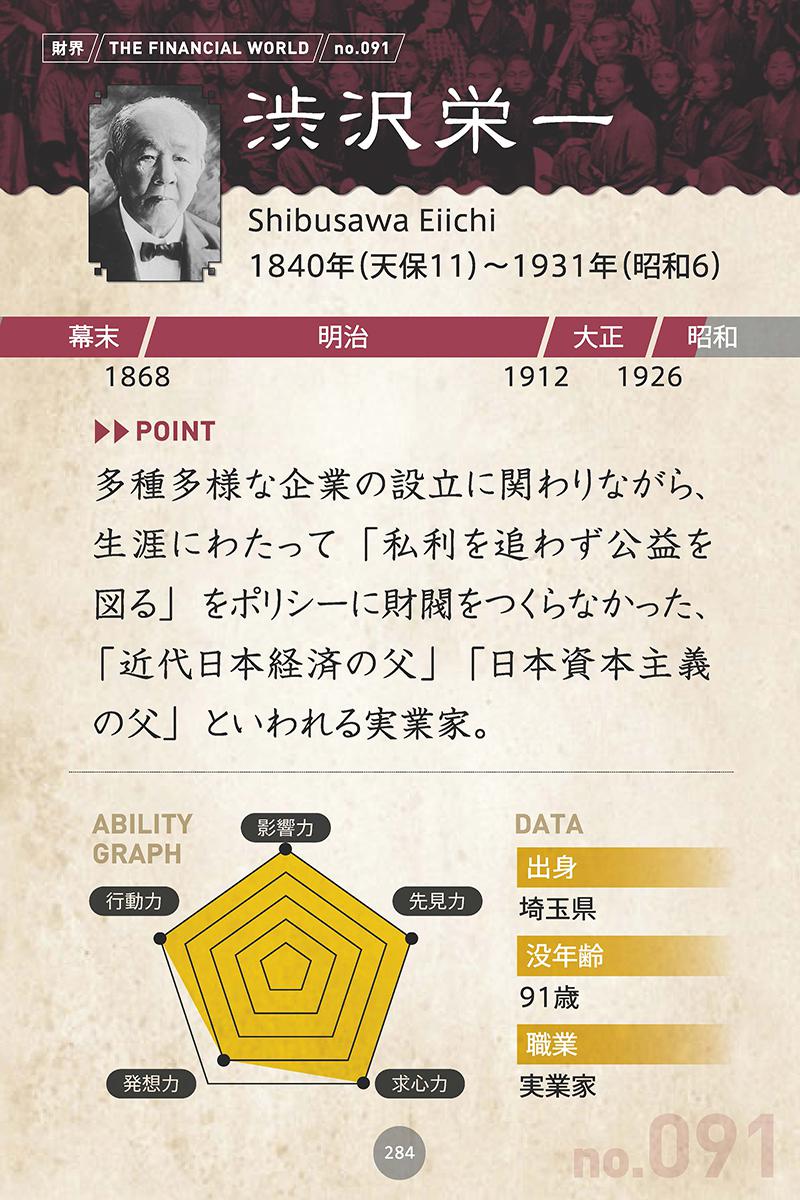 財界 THE FINANCIAL WORLD no.091
渋沢栄一
Shibusawa Eiichi
1840年(天保11)～1931年(昭和6)
幕末 明治 大正 昭和
1868 1912 1926
POINT
多種多様な企業の設立に関わりながら、
生涯にわたって「私利を追わず公益を
図る」をポリシーに財閥をつくらなかった、
「近代日本経済の父」「日本資本主義
の父」といわれる実業家。
ABILITY
GRAPH
影響力
行動力
先見力
発想力
求心力
DATA
出身
埼玉県
没年齢
91歳
職業
実業家
284
no.091